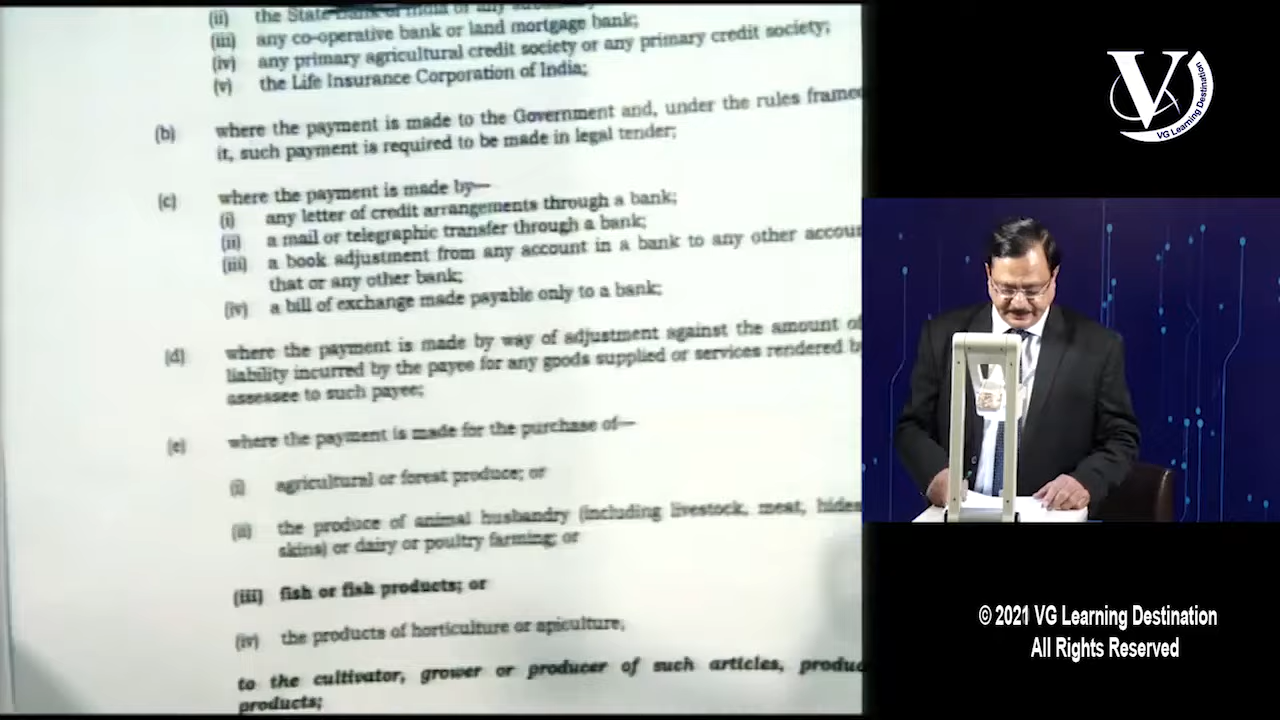 (ii) the State Bank of India or any
(iii) any co-operative bank or land mortgage bank;
(iv) any primary agricultural credit society or any primary credit society;
(v) the Life Insurance Corporation of India;
(b) where the payment is made to the Government and, under the rules frame
it, such payment is required to be made in legal tender;
(c) where the payment is made by—
(i) any letter of credit arrangements through a bank;
(ii) a mail or telegraphic transfer through a bank;
(iii) a book adjustment from any account in a bank to any other accou
that or any other bank;
(iv) a bill of exchange made payable only to a bank;
(d) where the payment is made by way of adjustment against the amount of
liability incurred by the payee for any goods supplied or services rendered b
assessee to such payee;
(e) where the payment is made for the purchase of—
(i) agricultural or forest produce; or
(ii) the produce of animal husbandry (including livestock, meat, hides
skins) or dairy or poultry farming; or
(iii) fish or fish products; or
(iv) the products of horticulture or apiculture,
to the cultivator, grower or producer of such articles, produc
products;
V
VG Learning Destination
© 2021 VG Learning Destination
All Rights Reserved